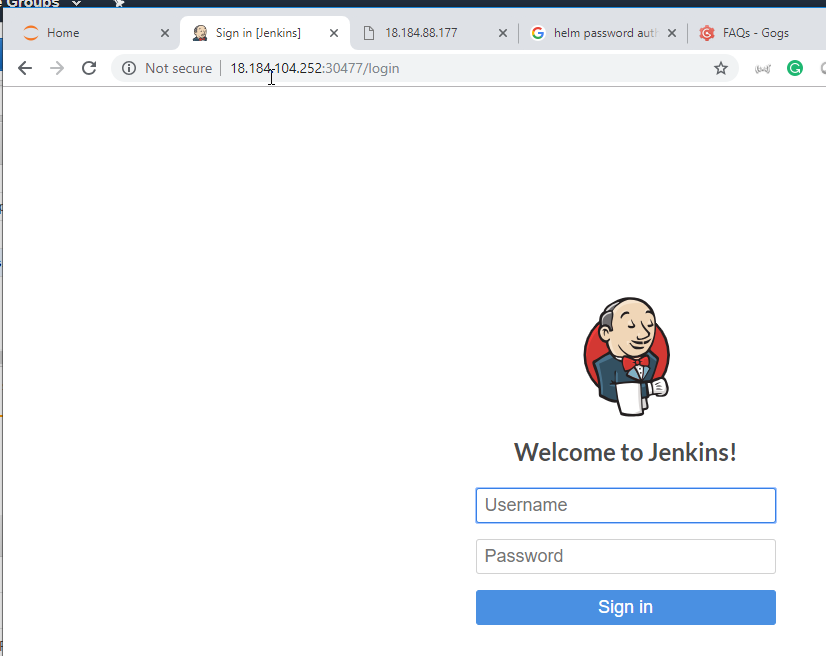 Groups
Home
Sign in [Jenkins]
18.184.88.177
helm password auth
FAQs - Gogs
Not secure
18.184.104.252:30477/login
Welcome to Jenkins!
Username
Password
Sign in